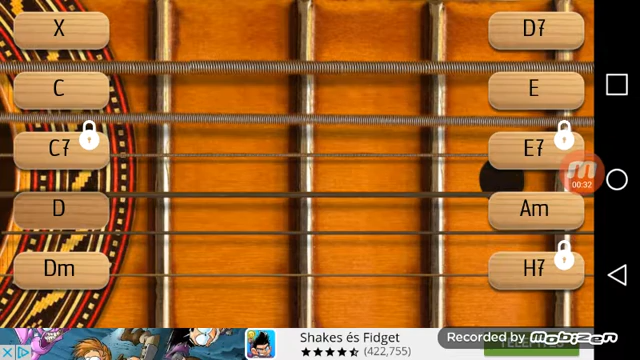 X
D7
C
E
C7
E7
00:32
D
Am
Dm
H7
Shakes és Fidget
(422,755)
Recorded by Mobizen